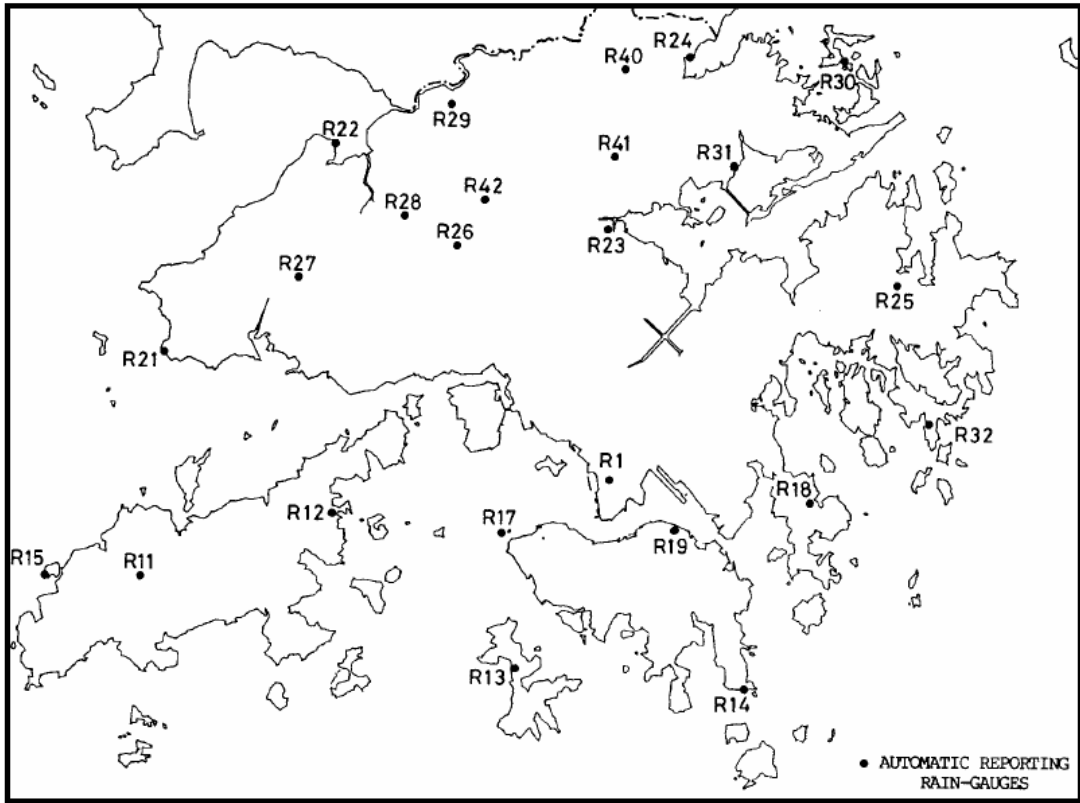 R24
R40
R30
R29
R22
R41
R31
R42
R28
R23
R26
R27
R25
R21
R32
R1
R18
R12
R17
R19
R15
R11
R13
R14
AUTOMATIC REPORTING
RAIN-GAUGES